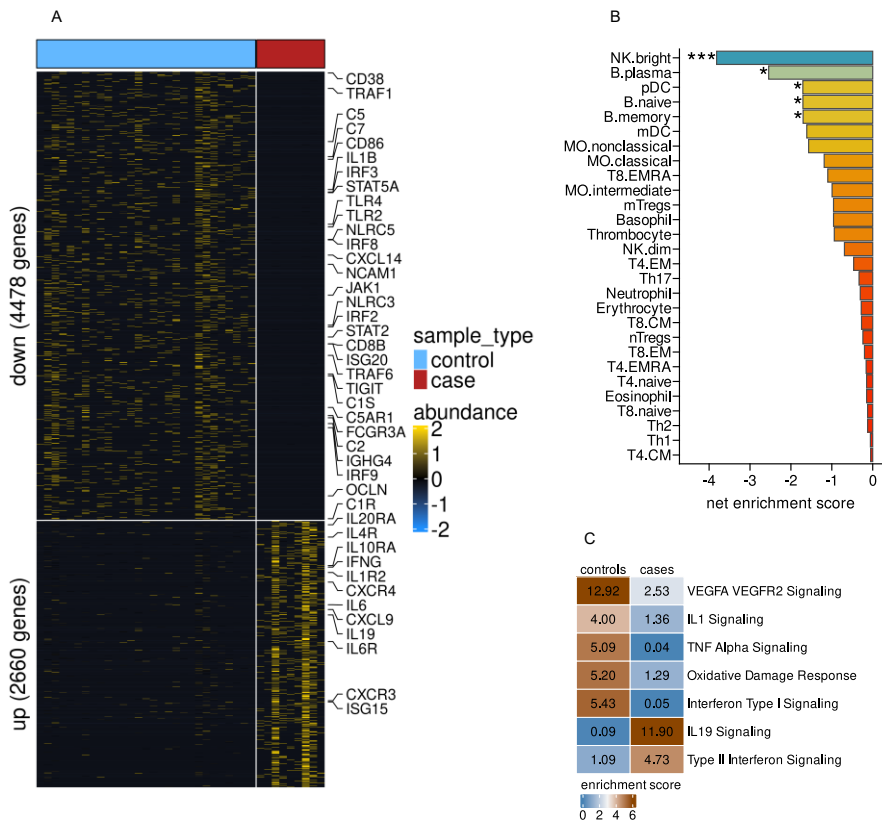 A
down (4478 genes)
up (2660 genes)
CD38
TRAF1
C5
C7
CD86
IL1B
IRF3
STAT5A
TLR4
TLR2
NLRC5
IRF8
CXCL14
NCAM1
JAK1
NLRC3
IRF2
STAT2
CD8B
ISG20
TRAF6
TIGIT
C1S
C5AR1
FCGR3A
C2
IGHG4
IRF9
OCLN
C1R
IL20RA
IL4R
IL10RA
IFNG
IL1R2
CXCR4
IL6
CXCL9
IL19
IL6R
CXCR3
ISG15
sample_type
control
case
abundance
2
1
0
-1
-2
B
NK.bright ***
B.plasma *
pDC *
B.naive *
B.memory *
mDC
MO.nonclassical
MO.classical
T8.EMRA
MO.intermediate
mTregs
Basophil
Thrombocyte
NK.dim
T4.EM
Th17
Neutrophil
Erythrocyte
T8.CM
nTregs
T8.EM
T4.EMRA
T4.naive
Eosinophil
T8.naive
Th2
Th1
T4.CM
-4 -3 -2 -1 0
net enrichment score
C
controls cases
12.92 2.53 VEGFA VEGFR2 Signaling
4.00 1.36 IL1 Signaling
5.09 0.04 TNF Alpha Signaling
5.20 1.29 Oxidative Damage Response
5.43 0.05 Interferon Type I Signaling
0.09 11.90 IL19 Signaling
1.09 4.73 Type II Interferon Signaling
enrichment score
0 2 4 6